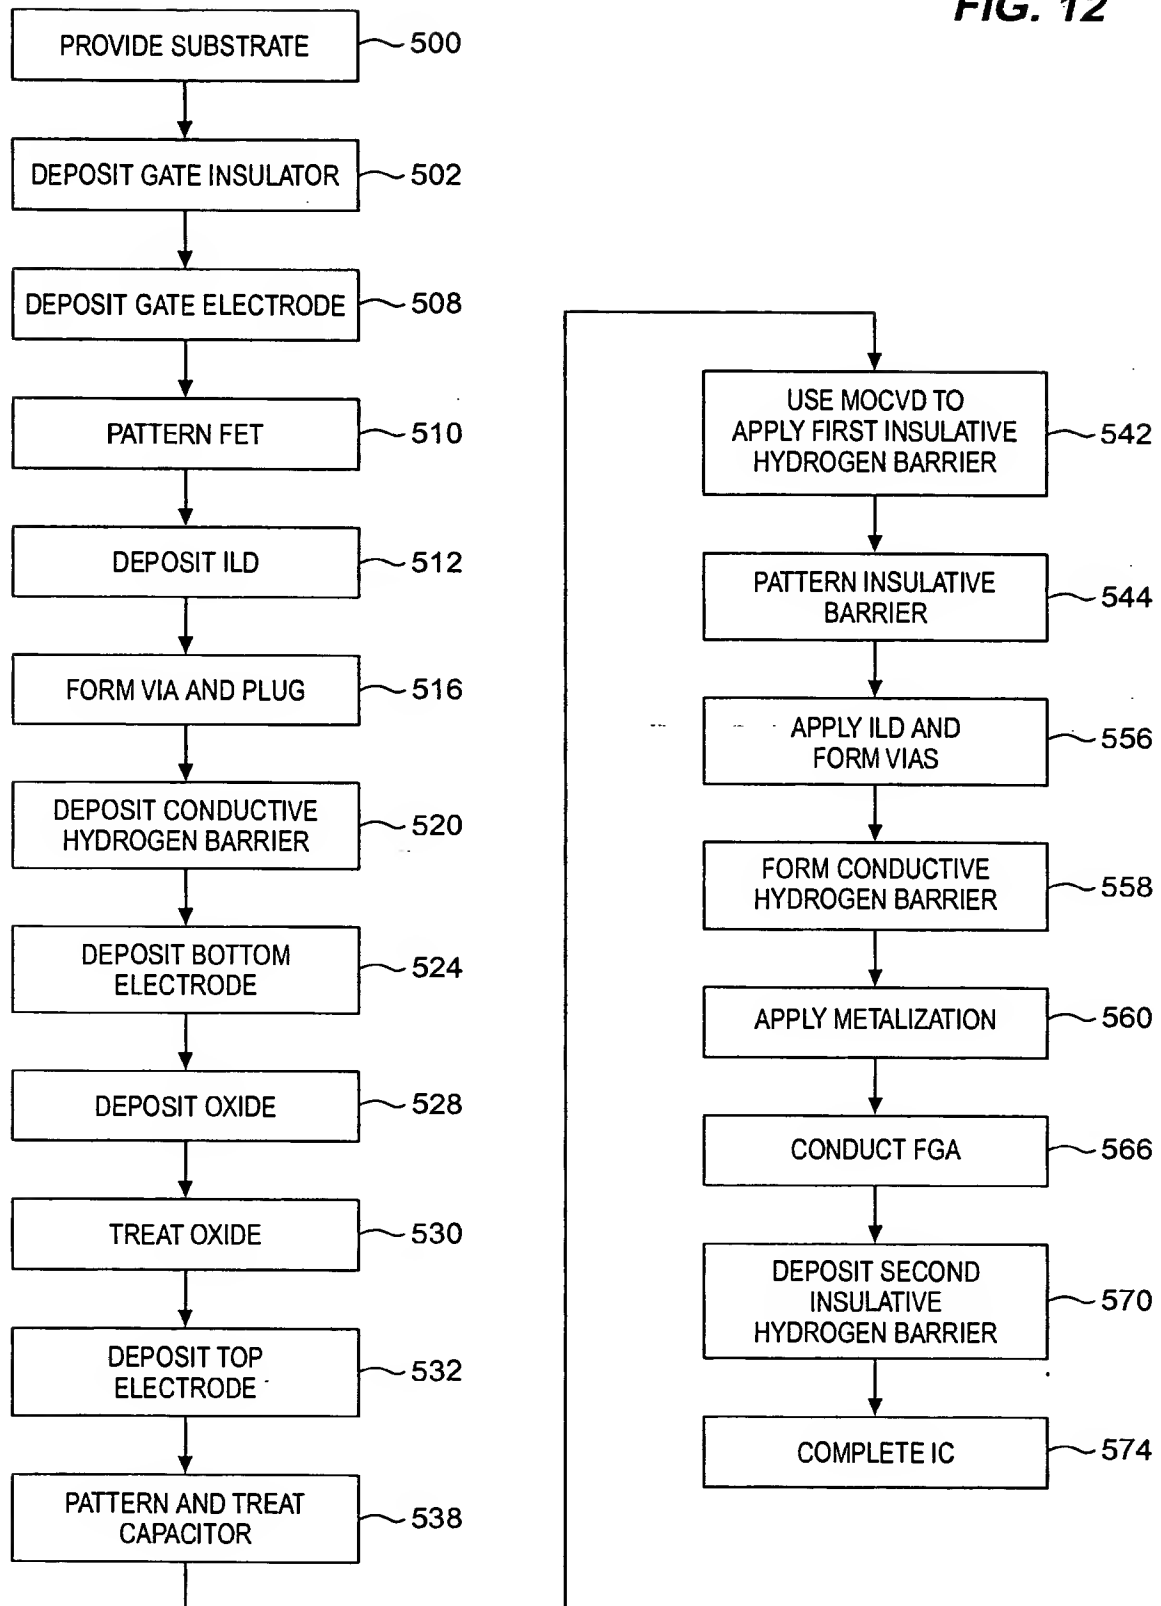 FIG. 12
PROVIDE SUBSTRATE
500
DEPOSIT GATE INSULATOR
502
DEPOSIT GATE ELECTRODE
508
PATTERN FET
510
DEPOSIT ILD
512
FORM VIA AND PLUG
516
DEPOSIT CONDUCTIVE
HYDROGEN BARRIER
520
DEPOSIT BOTTOM
ELECTRODE
524
DEPOSIT OXIDE
528
TREAT OXIDE
530
DEPOSIT TOP
ELECTRODE
532
PATTERN AND TREAT
CAPACITOR
538
USE MOCVD TO
APPLY FIRST INSULATIVE
HYDROGEN BARRIER
542
PATTERN INSULATIVE
BARRIER
544
APPLY ILD AND
FORM VIAS
556
FORM CONDUCTIVE
HYDROGEN BARRIER
558
APPLY METALIZATION
560
CONDUCT FGA
566
DEPOSIT SECOND
INSULATIVE
HYDROGEN BARRIER
570
COMPLETE IC
574